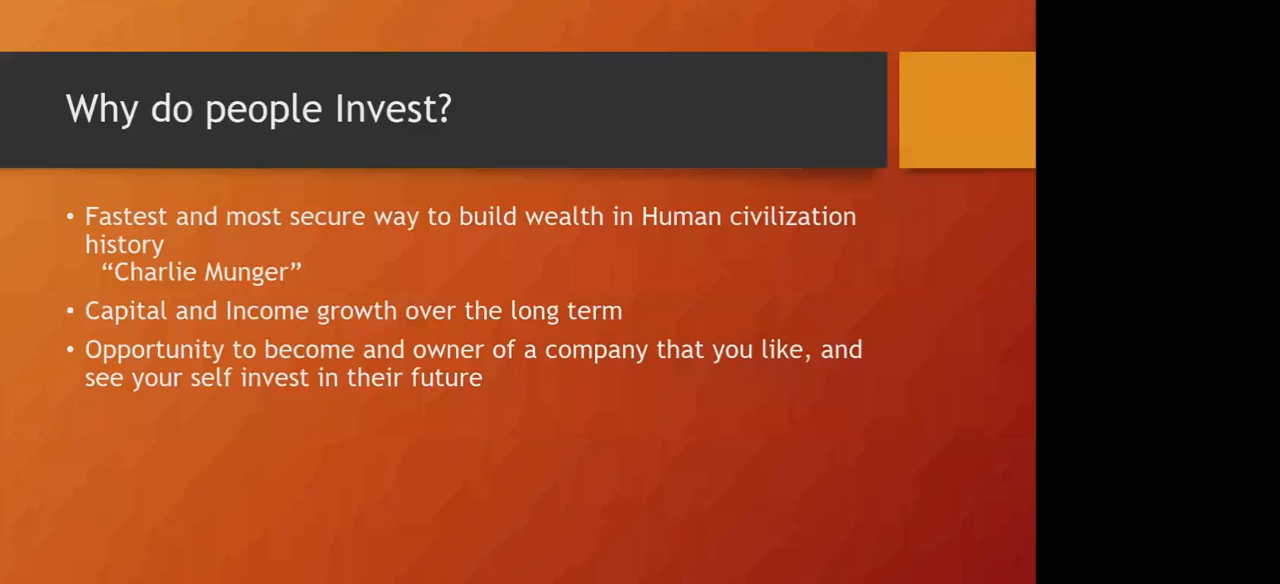 Why do people Invest?
• Fastest and most secure way to build wealth in Human civilization
history
“Charlie Munger”
• Capital and Income growth over the long term
• Opportunity to become and owner of a company that you like, and
see your self invest in their future